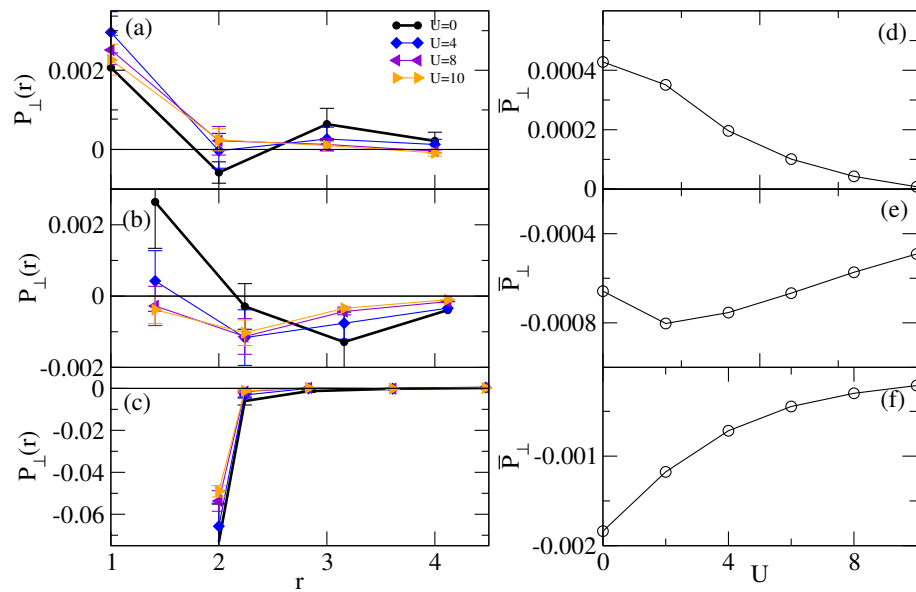 (a)
U=0
U=4
U=8
U=10
0.002
0
P⊥(r)
(b)
0.002
0
-0.002
P⊥(r)
(c)
0
-0.02
-0.04
-0.06
P⊥(r)
1 2 3 4
r
(d)
0.0004
0.0002
0
P̅⊥
(e)
-0.0004
-0.0008
P̅⊥
(f)
-0.001
-0.002
P̅⊥
0 2 4 6 8
U